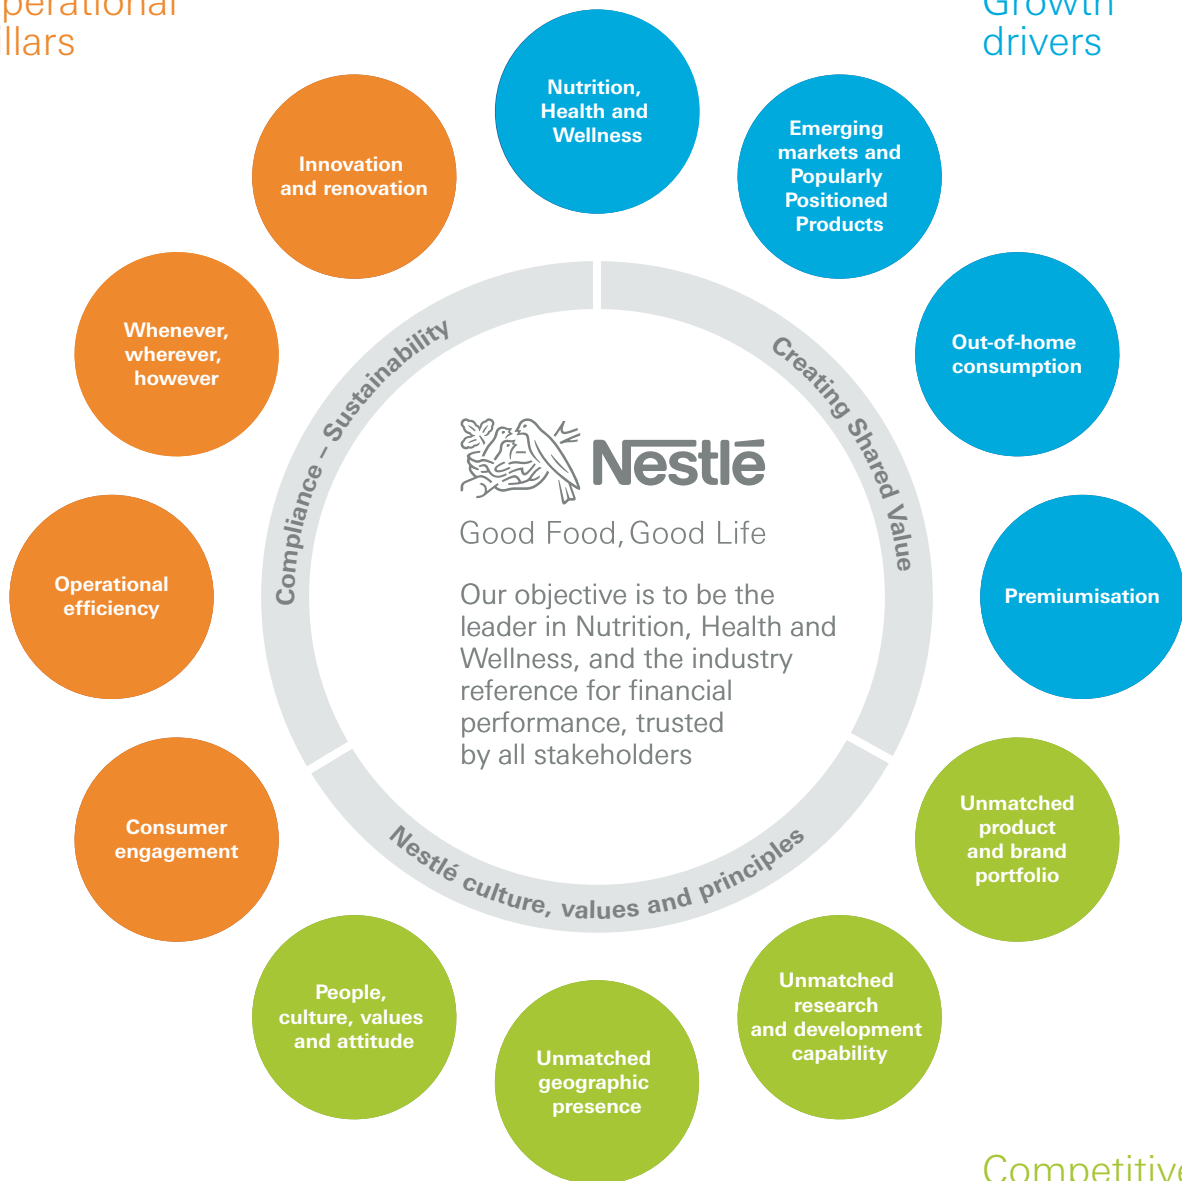 perational
illars
Growth
drivers
Nutrition,
Health and
Wellness
Emerging
markets and
Popularly
Positioned
Products
Innovation
and renovation
Whenever,
wherever,
however
Out-of-home
consumption
Operational
efficiency
Premiumisation
Consumer
engagement
Unmatched
product
and brand
portfolio
People,
culture, values
and attitude
Unmatched
geographic
presence
Unmatched
research
and development
capability
Compliance – Sustainability
Creating Shared Value
Nestlé culture, values and principles
Nestlé
Good Food, Good Life
Our objective is to be the
leader in Nutrition, Health and
Wellness, and the industry
reference for financial
performance, trusted
by all stakeholders
Competitive